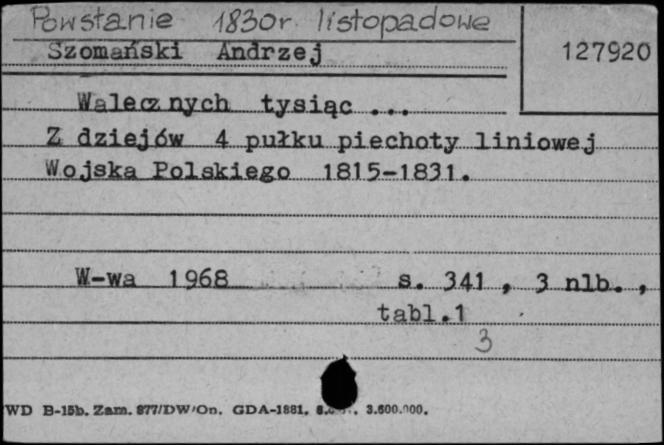 Powstanie 1830r. listopadowe
Szomański Andrzej
127920
Walecznych tysiąc ...
Z dziejów 4 pułku piechoty liniowej
Wojska Polskiego 1815-1831.
W-wa 1968 s. 341 , 3 nlb. ,
tabl.1
3
WD B-15b. Zam. 877/DW/On. GDA-1881. 3.600.000.